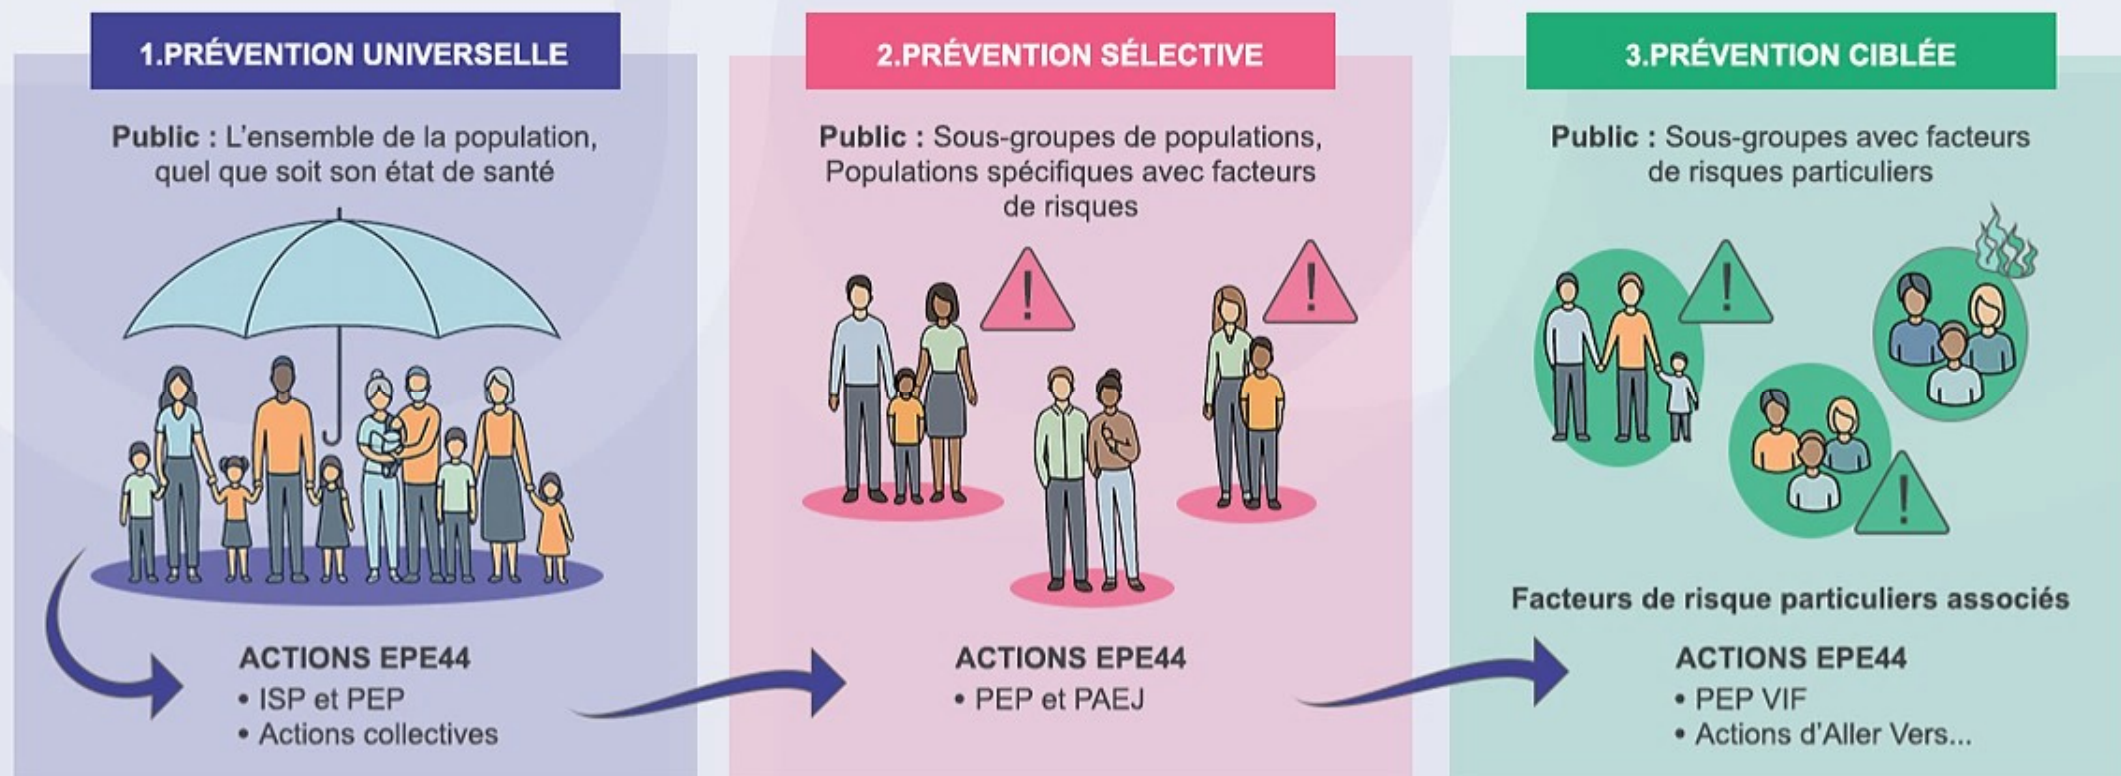 1.PRÉVENTION UNIVERSELLE
Public : L'ensemble de la population,
quel que soit son état de santé
ACTIONS EPE44
• ISP et PEP
• Actions collectives
2.PRÉVENTION SÉLECTIVE
Public : Sous-groupes de populations,
Populations spécifiques avec facteurs
de risques
!
!
ACTIONS EPE44
• PEP et PAEJ
3.PRÉVENTION CIBLÉE
Public : Sous-groupes avec facteurs
de risques particuliers
!
!
Facteurs de risque particuliers associés
ACTIONS EPE44
• PEP VIF
• Actions d'Aller Vers...